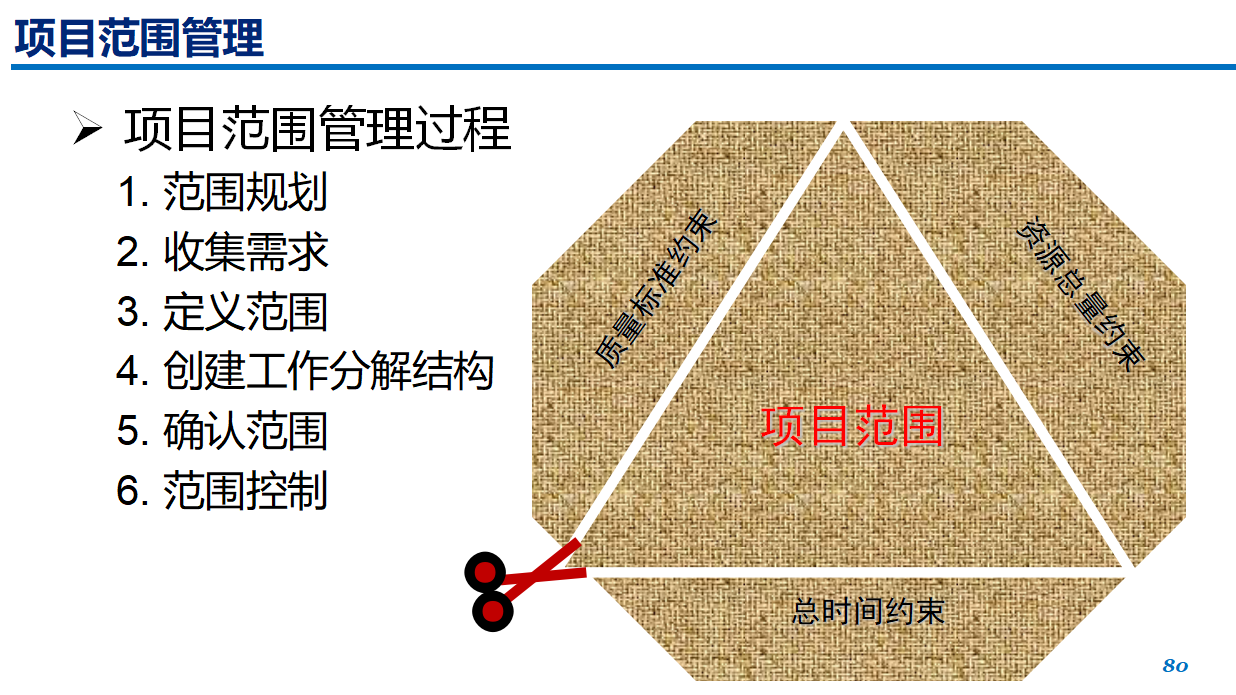 项目范围管理
项目范围管理过程
1. 范围规划
2. 收集需求
3. 定义范围
4. 创建工作分解结构
5. 确认范围
6. 范围控制
质量标准约束
资源总量约束
项目范围
总时间约束
80